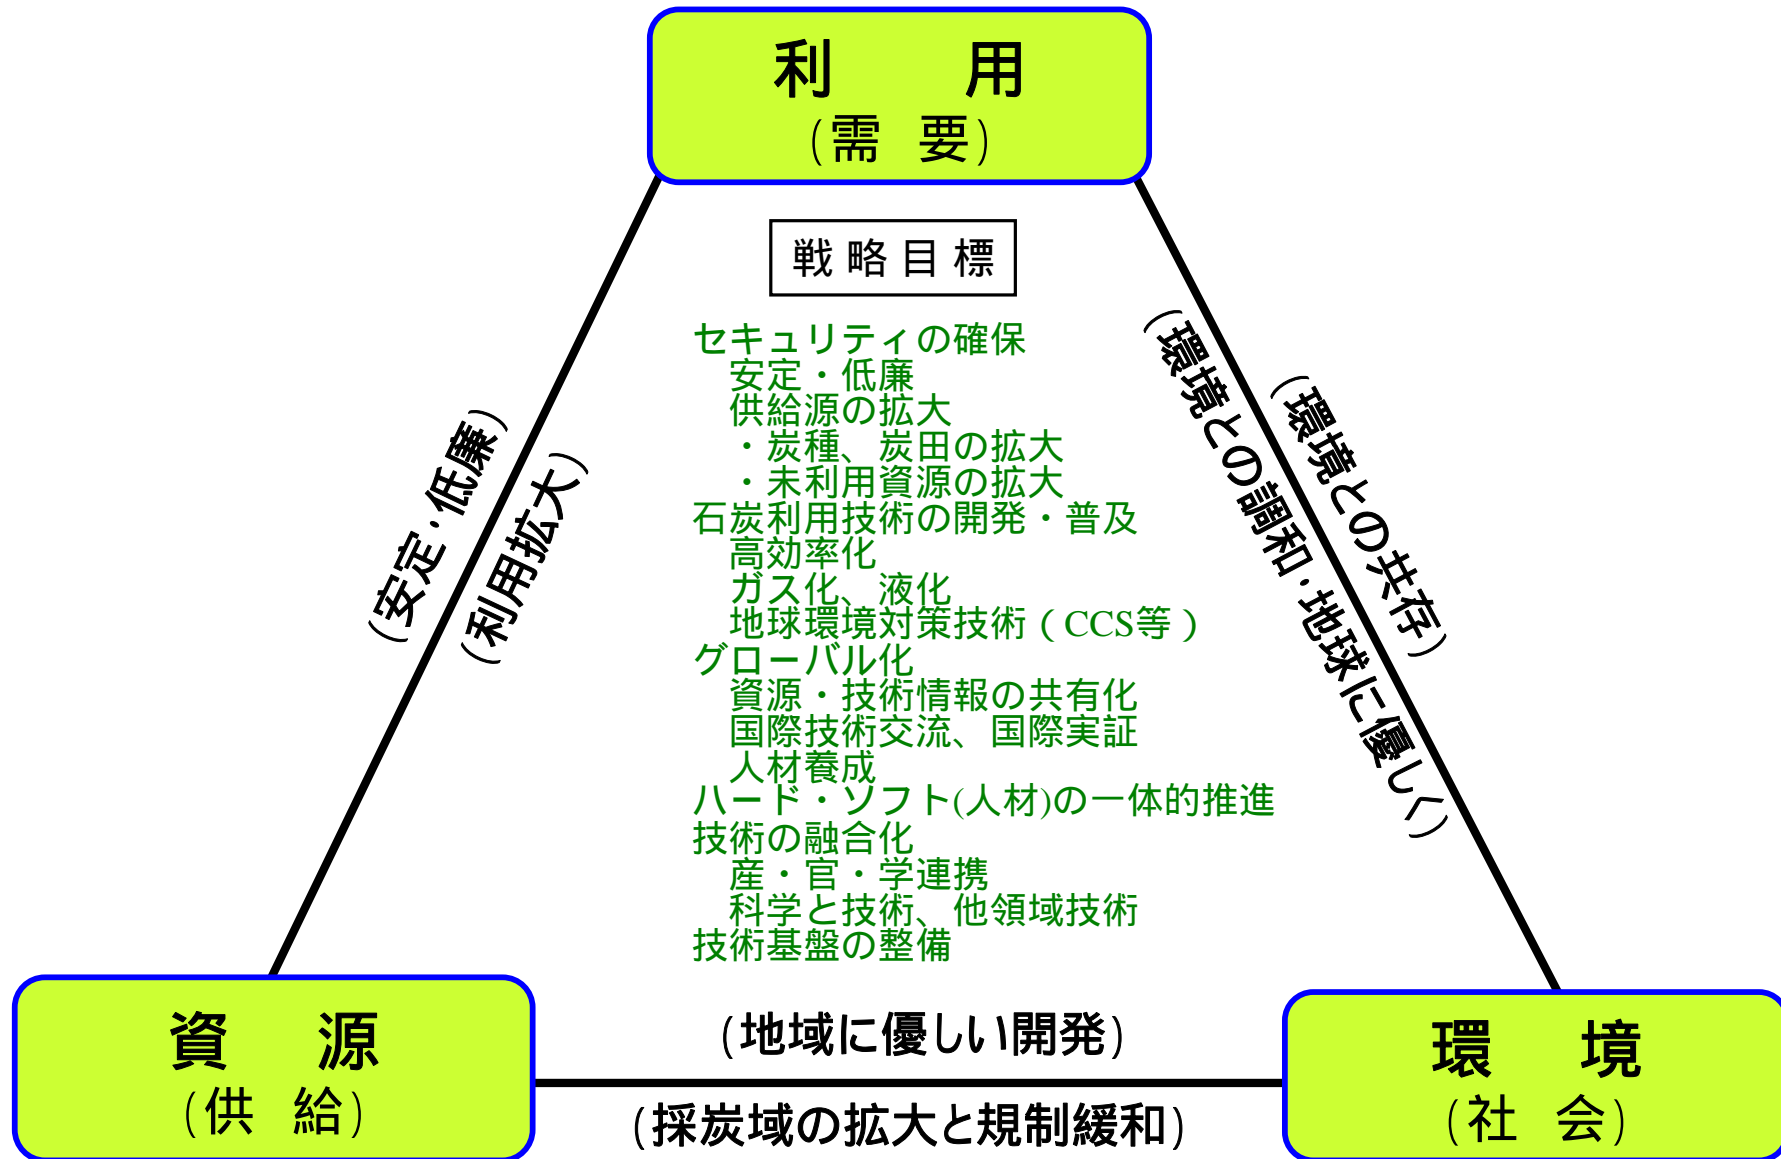 利　用
(需　要)
戦略目標
セキュリティの確保
安定・低廉
供給源の拡大
・炭種、炭田の拡大
・未利用資源の拡大
石炭利用技術の開発・普及
高効率化
ガス化、液化
地球環境対策技術（CCS等）
グローバル化
資源・技術情報の共有化
国際技術交流、国際実証
人材養成
ハード・ソフト(人材)の一体的推進
技術の融合化
産・官・学連携
科学と技術、他領域技術
技術基盤の整備
(安定・低廉)
(利用拡大)
(環境との調和・地球に優しく)
(環境との共存)
資　源
(供　給)
(地域に優しい開発)
(採炭域の拡大と規制緩和)
環　境
(社　会)